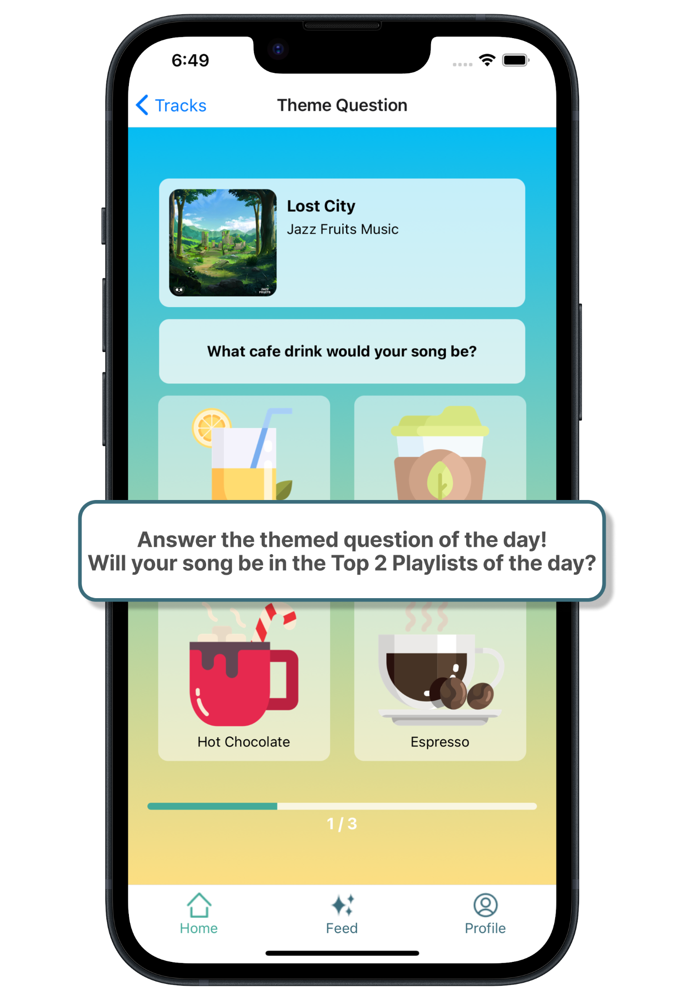 6:49
Tracks
Theme Question
Lost City
Jazz Fruits Music
JAZZ
FRUITS
What cafe drink would your song be?
Answer the themed question of the day!
Will your song be in the Top 2 Playlists of the day?
Hot Chocolate
Espresso
1 / 3
Home
Feed
Profile